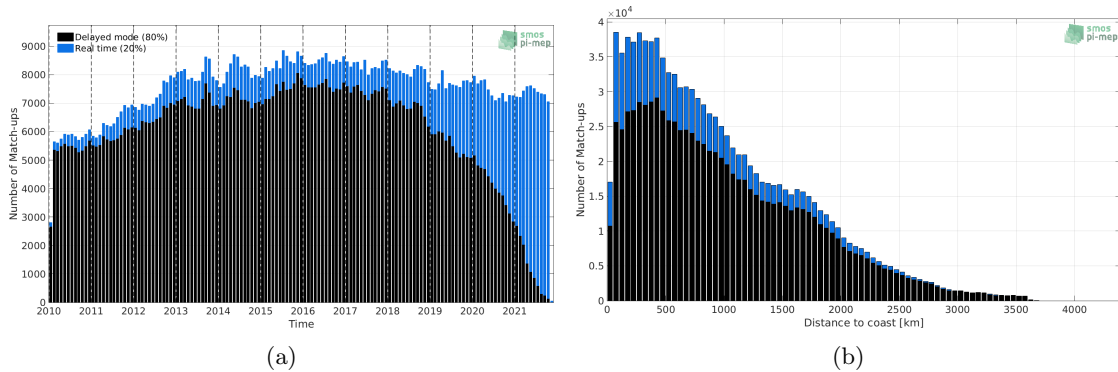 Delayed mode (80%)
Real time (20%)
smos
pi-mep
9000
8000
7000
6000
5000
4000
3000
2000
1000
0
Number of Match-ups
2010 2011 2012 2013 2014 2015 2016 2017 2018 2019 2020 2021
Time
(a)
×10⁴
smos
pi-mep
4
3.5
3
2.5
2
1.5
1
0.5
0
Number of Match-ups
0 500 1000 1500 2000 2500 3000 3500 4000
Distance to coast [km]
(b)